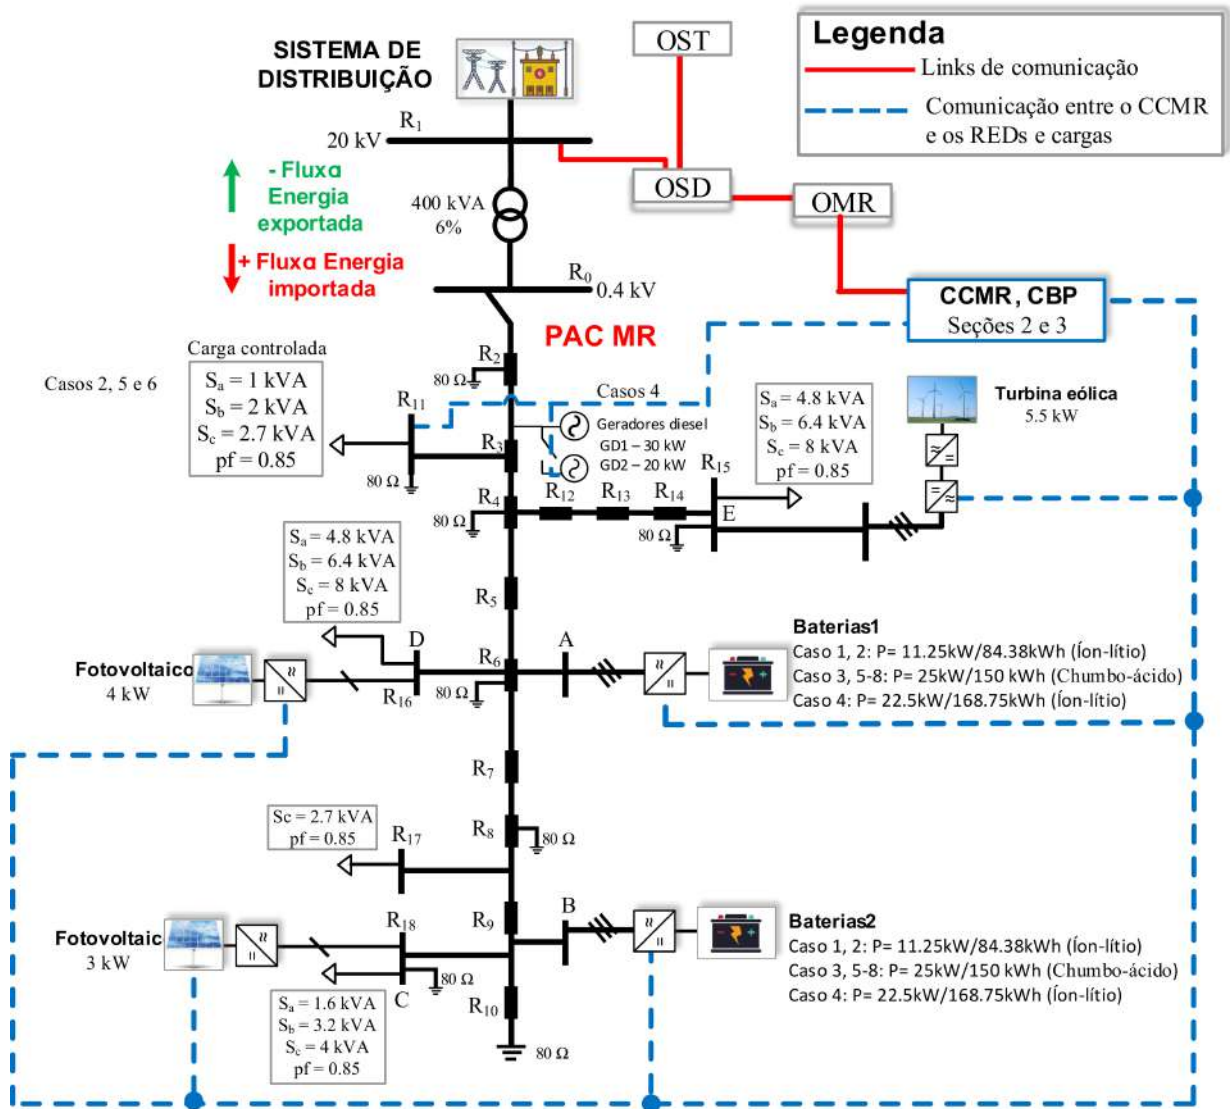 SISTEMA DE
DISTRIBUIÇÃO
OST
Legenda
Links de comunicação
Comunicação entre o CCMR
e os REDs e cargas
R1
20 kV
OSD
OMR
- Fluxa
Energia
exportada
400 kVA
6%
+ Fluxa Energia
importada
R0
0.4 kV
CCMR, CBP
Seções 2 e 3
PAC MR
Carga controlada
Casos 2, 5 e 6
Sa = 1 kVA
Sb = 2 kVA
Sc = 2.7 kVA
pf = 0.85
R2
80 Ω
Casos 4
R11
Geradores diesel
GD1 – 30 kW
GD2 – 20 kW
R3
80 Ω
Sa = 4.8 kVA
Sb = 6.4 kVA
Sc = 8 kVA
pf = 0.85
Turbina eólica
5.5 kW
R15
R4
R12
R13
R14
80 Ω
80 Ω
E
Sa = 4.8 kVA
Sb = 6.4 kVA
Sc = 8 kVA
pf = 0.85
R5
D
R6
A
Fotovoltaico
4 kW
R16
80 Ω
Baterias1
Caso 1, 2: P= 11.25kW/84.38kWh (Íon-lítio)
Caso 3, 5-8: P= 25kW/150 kWh (Chumbo-ácido)
Caso 4: P= 22.5kW/168.75kWh (Íon-lítio)
R7
Sc = 2.7 kVA
pf = 0.85
R17
R8
80 Ω
R18
R9
B
Fotovoltaic
3 kW
80 Ω
C
Baterias2
Caso 1, 2: P= 11.25kW/84.38kWh (Íon-lítio)
Caso 3, 5-8: P= 25kW/150 kWh (Chumbo-ácido)
Caso 4: P= 22.5kW/168.75kWh (Íon-lítio)
Sa = 1.6 kVA
Sb = 3.2 kVA
Sc = 4 kVA
pf = 0.85
R10
80 Ω